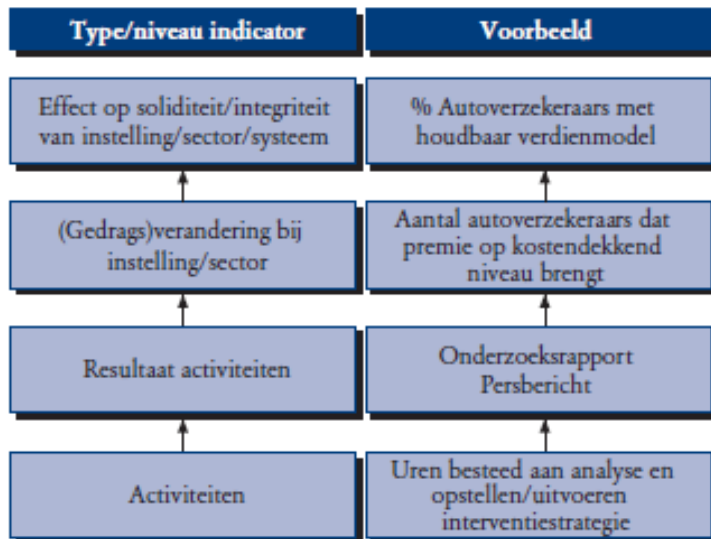 Type/niveau indicator
Voorbeeld
Effect op soliditeit/integriteit
van instelling/sector/systeem
% Autoverzekeraars met
houdbaar verdienmodel
(Gedrags)verandering bij
instelling/sector
Aantal autoverzekeraars dat
premie op kostendekkend
niveau brengt
Resultaat activiteiten
Onderzoeksrapport
Persbericht
Activiteiten
Uren besteed aan analyse en
opstellen/uitvoeren
interventiestrategie